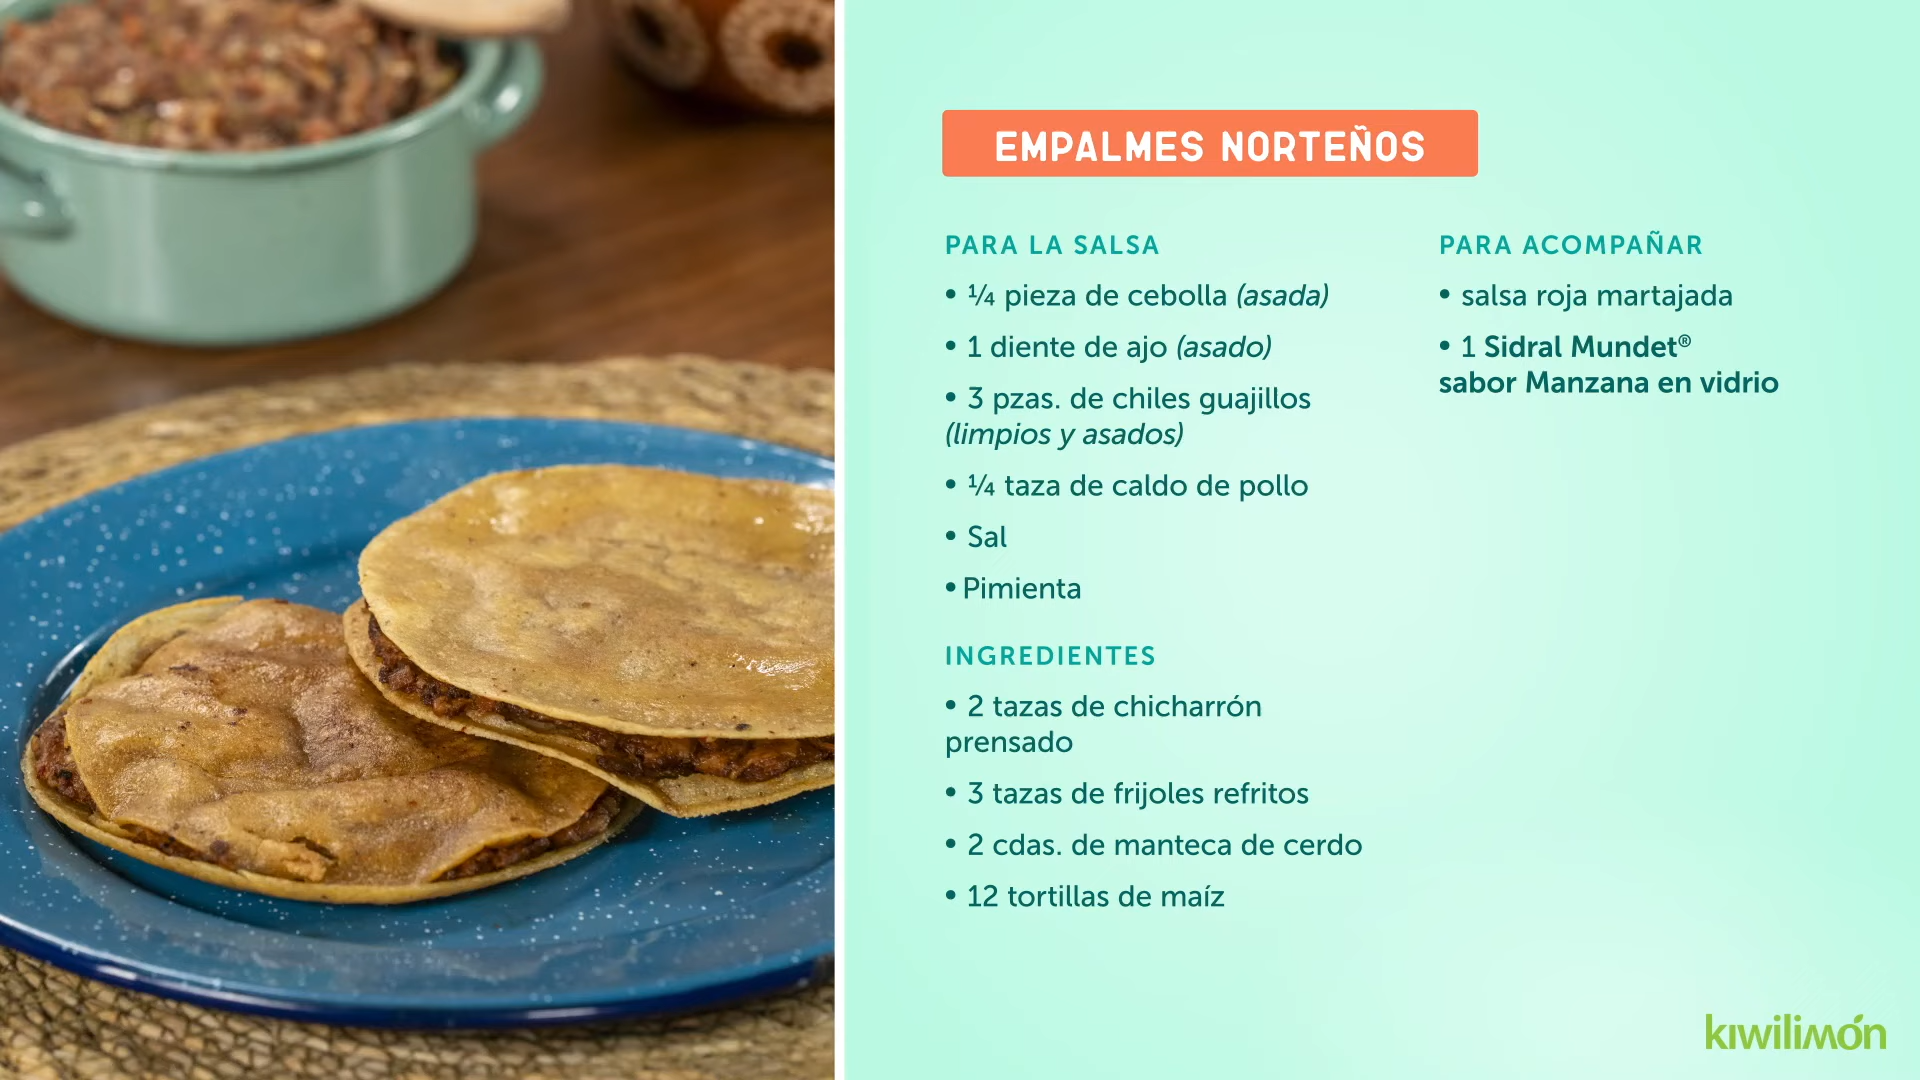 EMPALMES NORTEÑOS
PARA LA SALSA
• ¼ pieza de cebolla (asada)
• 1 diente de ajo (asado)
• 3 pzas. de chiles guajillos
(limpios y asados)
• ¼ taza de caldo de pollo
• Sal
• Pimienta
INGREDIENTES
• 2 tazas de chicharrón
prensado
• 3 tazas de frijoles refritos
• 2 cdas. de manteca de cerdo
• 12 tortillas de maíz
PARA ACOMPAÑAR
• salsa roja martajada
• 1 Sidral Mundet®
sabor Manzana en vidrio
kiwilimón